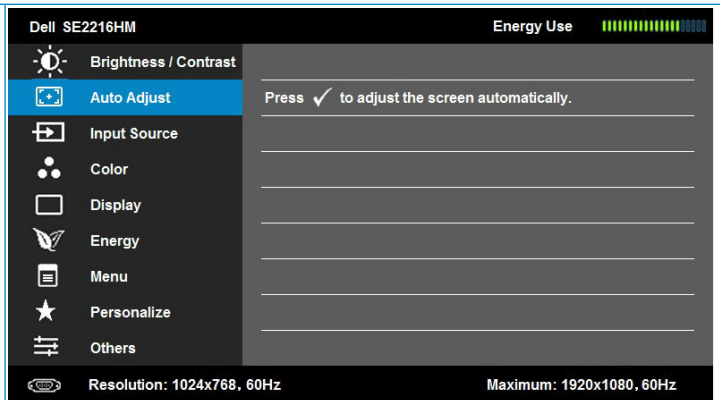 Dell SE2216HM Energy Use
Brightness / Contrast
Auto Adjust Press ✓ to adjust the screen automatically.
Input Source
Color
Display
Energy
Menu
Personalize
Others
Resolution: 1024x768, 60Hz Maximum: 1920x1080, 60Hz